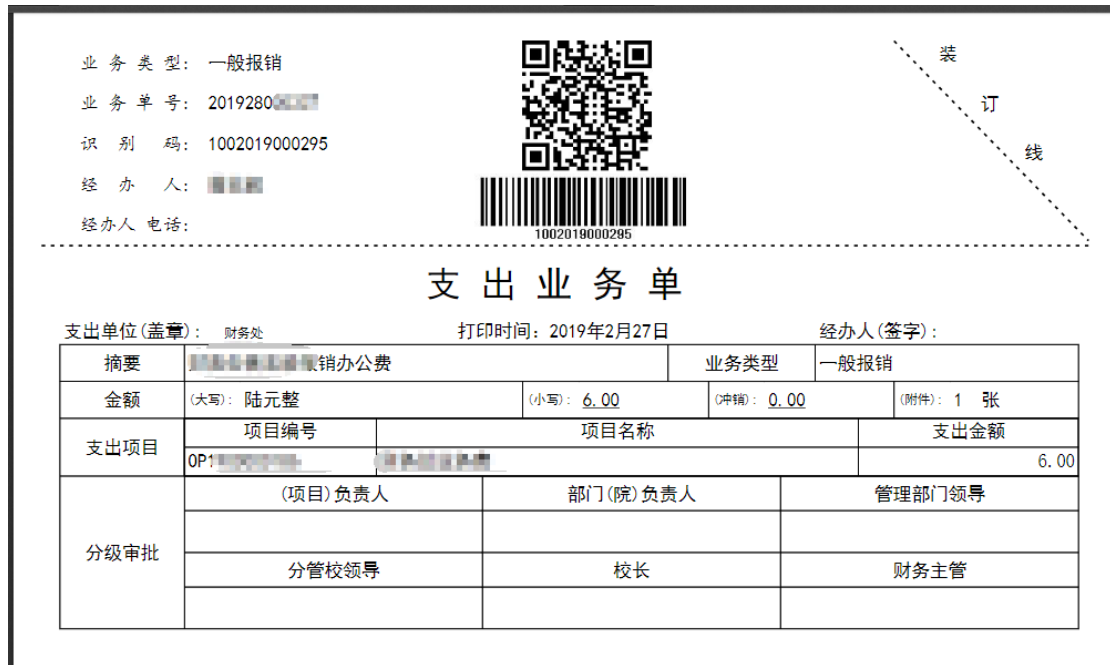 业 务 类 型： 一般报销
业 务 单 号： 2019280
识 别 码： 1002019000295
经 办 人：
经办人 电话：
装
订
线
1002019000295
支 出 业 务 单
支出单位(盖章)： 财务处 打印时间：2019年2月27日 经办人(签字)：
摘要 销办公费 业务类型 一般报销
金额 (大写)： 陆元整 (小写)： 6.00 (冲销)： 0.00 (附件)： 1 张
支出项目 项目编号 项目名称 支出金额
0P1 6.00
分级审批 (项目)负责人 部门(院)负责人 管理部门领导
分管校领导 校长 财务主管